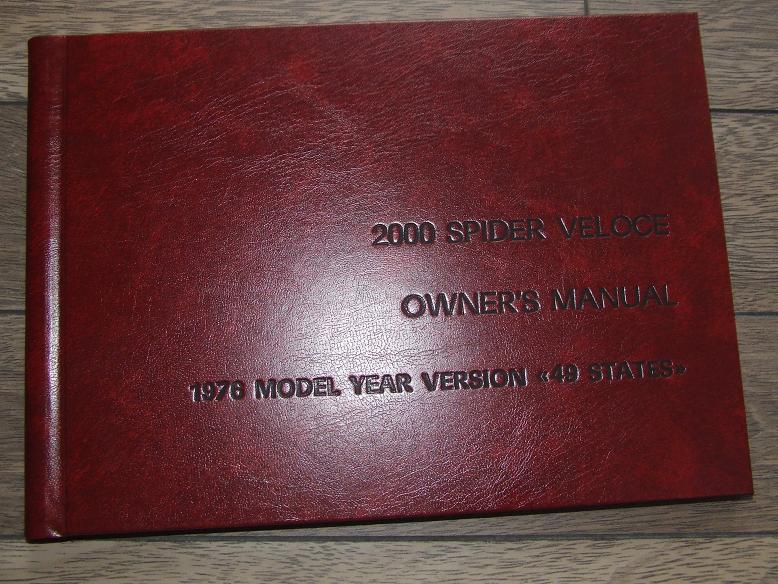 2000 SPIDER VELOCE
OWNER'S MANUAL
1976 MODEL YEAR VERSION «49 STATES»